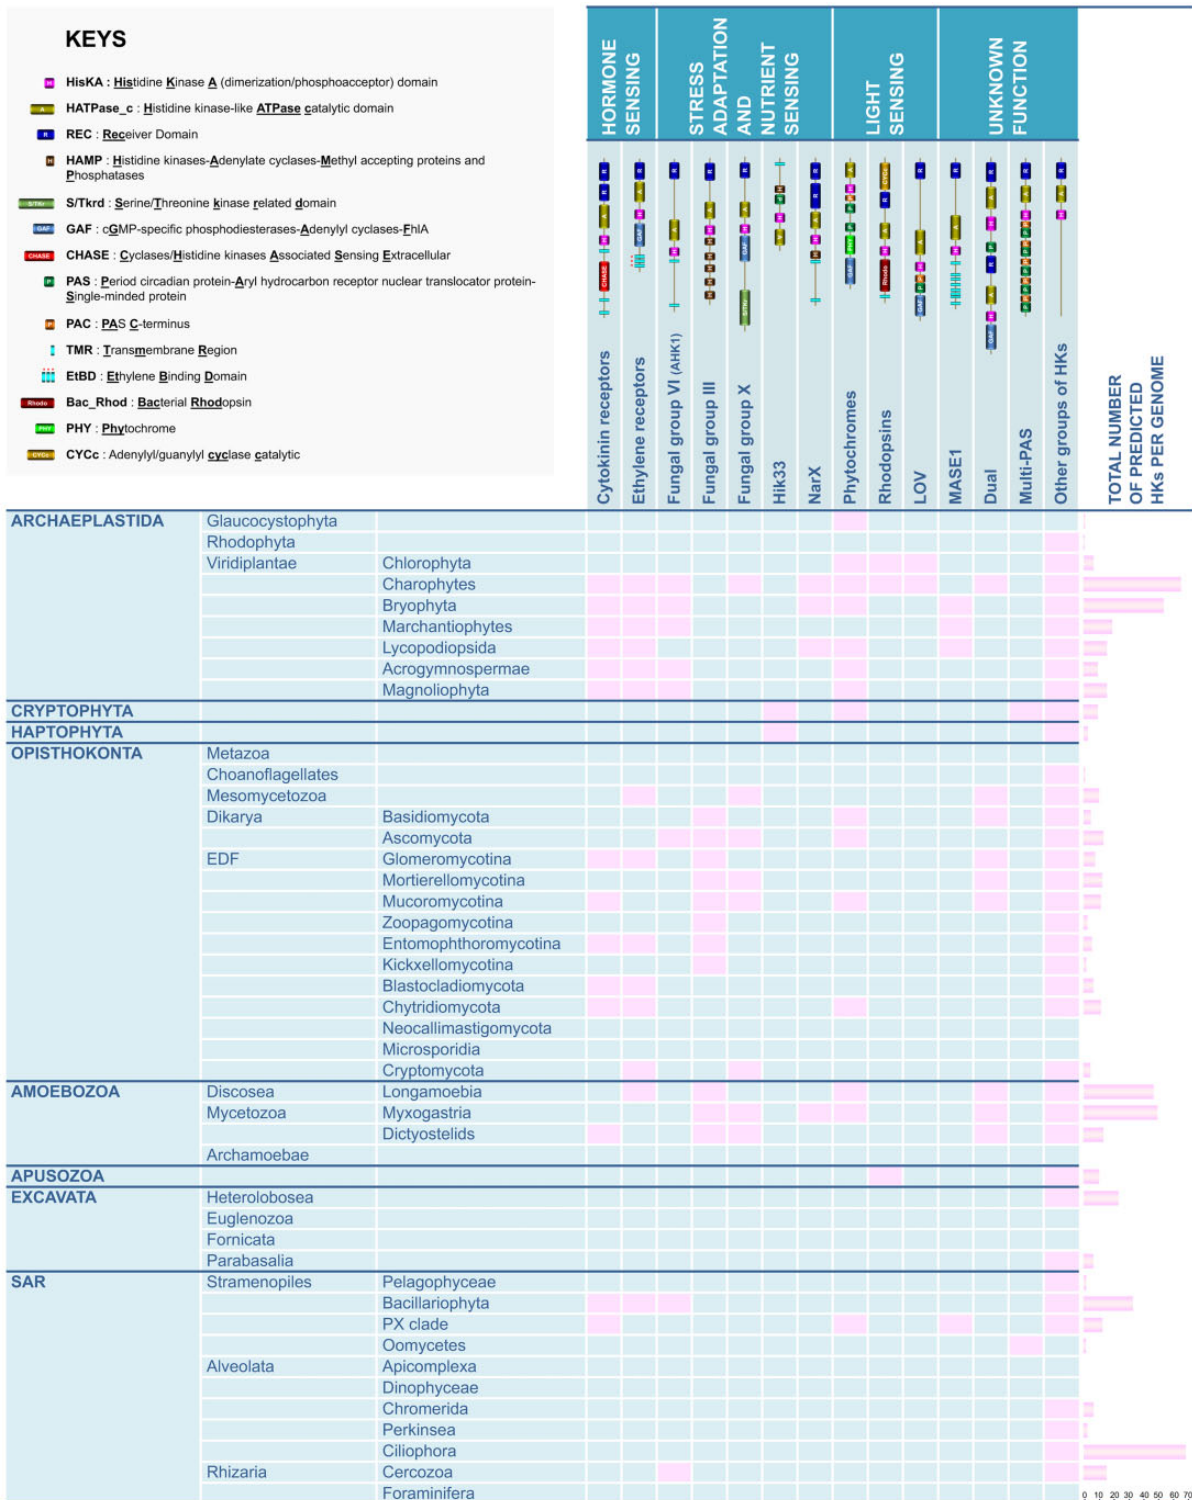 KEYS
HisKA : Histidine Kinase A (dimerization/phosphoacceptor) domain
HATPase_c : Histidine kinase-like ATPase catalytic domain
REC : Receiver Domain
HAMP : Histidine kinases-Adenylate cyclases-Methyl accepting proteins and
Phosphatases
S/Tkrd : Serine/Threonine kinase related domain
GAF : cGMP-specific phosphodiesterases-Adenylyl cyclases-FhlA
CHASE : Cyclases/Histidine kinases Associated Sensing Extracellular
PAS : Period circadian protein-Aryl hydrocarbon receptor nuclear translocator protein-
Single-minded protein
PAC : PAS C-terminus
TMR : Transmembrane Region
EtBD : Ethylene Binding Domain
Bac_Rhod : Bacterial Rhodopsin
PHY : Phytochrome
CYCc : Adenylyl/guanylyl cyclase catalytic
HORMONE
SENSING
STRESS
ADAPTATION
AND
NUTRIENT
SENSING
LIGHT
SENSING
UNKNOWN
FUNCTION
Cytokinin receptors
Ethylene receptors
Fungal group VI (AHK1)
Fungal group III
Fungal group X
Hik33
NarX
Phytochromes
Rhodopsins
LOV
MASE1
Dual
Multi-PAS
Other groups of HKs
TOTAL NUMBER
OF PREDICTED
HKs PER GENOME
ARCHAEPLASTIDA Glaucocystophyta
Rhodophyta
Viridiplantae Chlorophyta
Charophytes
Bryophyta
Marchantiophytes
Lycopodiopsida
Acrogymnospermae
Magnoliophyta
CRYPTOPHYTA
HAPTOPHYTA
OPISTHOKONTA Metazoa
Choanoflagellates
Mesomycetozoa
Dikarya Basidiomycota
Ascomycota
EDF Glomeromycotina
Mortierellomycotina
Mucoromycotina
Zoopagomycotina
Entomophthoromycotina
Kickxellomycotina
Blastocladiomycota
Chytridiomycota
Neocallimastigomycota
Microsporidia
Cryptomycota
AMOEBOZOA Discosea Longamoebia
Mycetozoa Myxogastria
Dictyostelids
Archamoebae
APUSOZOA
EXCAVATA Heterolobosea
Euglenozoa
Fornicata
Parabasalia
SAR Stramenopiles Pelagophyceae
Bacillariophyta
PX clade
Oomycetes
Alveolata Apicomplexa
Dinophyceae
Chromerida
Perkinsea
Ciliophora
Rhizaria Cercozoa
Foraminifera
0 10 20 30 40 50 60 70